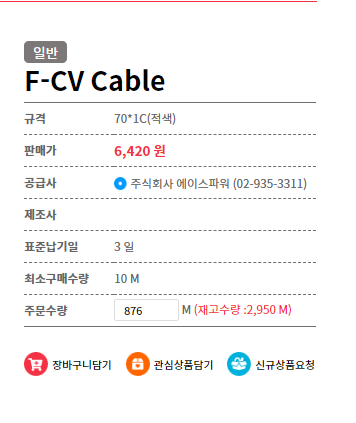 일반
F-CV Cable
규격 70*1C(적색)
판매가 6,420 원
공급사 주식회사 에이스파워 (02-935-3311)
제조사
표준납기일 3 일
최소구매수량 10 M
주문수량 876 M (재고수량 :2,950 M)
장바구니담기 관심상품담기 신규상품요청